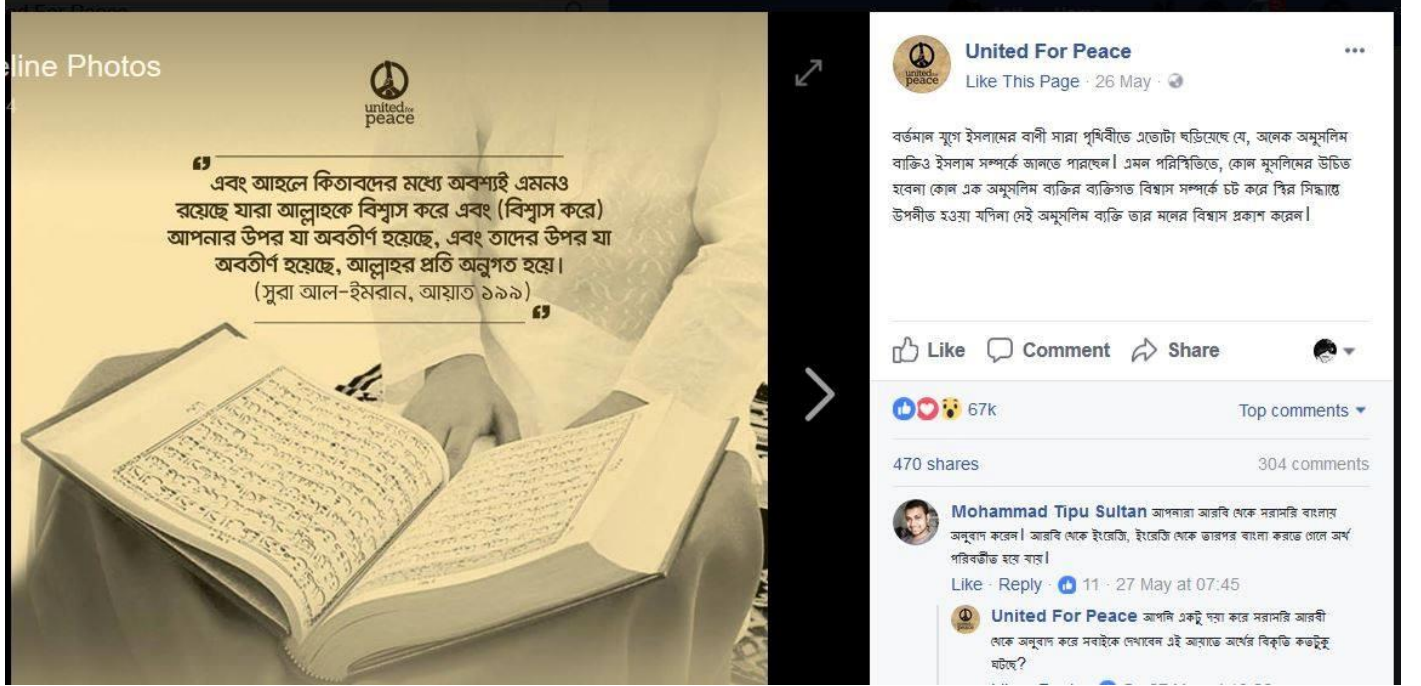 eline Photos
4
united for
peace
এবং আহলে কিতাবদের মধ্যে অবশ্যই এমনও
রয়েছে যারা আল্লাহকে বিশ্বাস করে এবং (বিশ্বাস করে)
আপনার উপর যা অবতীর্ণ হয়েছে, এবং তাদের উপর যা
অবতীর্ণ হয়েছে, আল্লাহর প্রতি অনুগত হয়ে।
(সুরা আল-ইমরান, আয়াত ১৯৯)
United For Peace
Like This Page · 26 May
বর্তমান যুগে ইসলামের বাণী সারা পৃথিবীতে এতোটা ছড়িয়েছে যে, অনেক অমুসলিম
ব্যক্তিও ইসলাম সম্পর্কে জানতে পারছেন। এমন পরিস্থিতিতে, কোন মুসলিমের উচিত
হবেনা কোন এক অমুসলিম ব্যক্তির ব্যক্তিগত বিশ্বাস সম্পর্কে চট করে স্থির সিদ্ধান্তে
উপনীত হওয়া যদিনা সেই অমুসলিম ব্যক্তি তার মনের বিশ্বাস প্রকাশ করেন।
Like Comment Share
67k
Top comments
470 shares
304 comments
Mohammad Tipu Sultan আপনারা আরবি থেকে সরাসরি বাংলায়
অনুবাদ করেন। আরবি থেকে ইংরেজি, ইংরেজি থেকে তারপর বাংলা করতে গেলে অর্থ
পরিবর্তীত হয়ে যায়।
Like · Reply · 11 · 27 May at 07:45
United For Peace আপনি একটু দয়া করে সরাসরি আরবী
থেকে অনুবাদ করে সবাইকে দেখাবেন এই আয়াতে অর্থের বিকৃতি কতটুকু
ঘটছে?